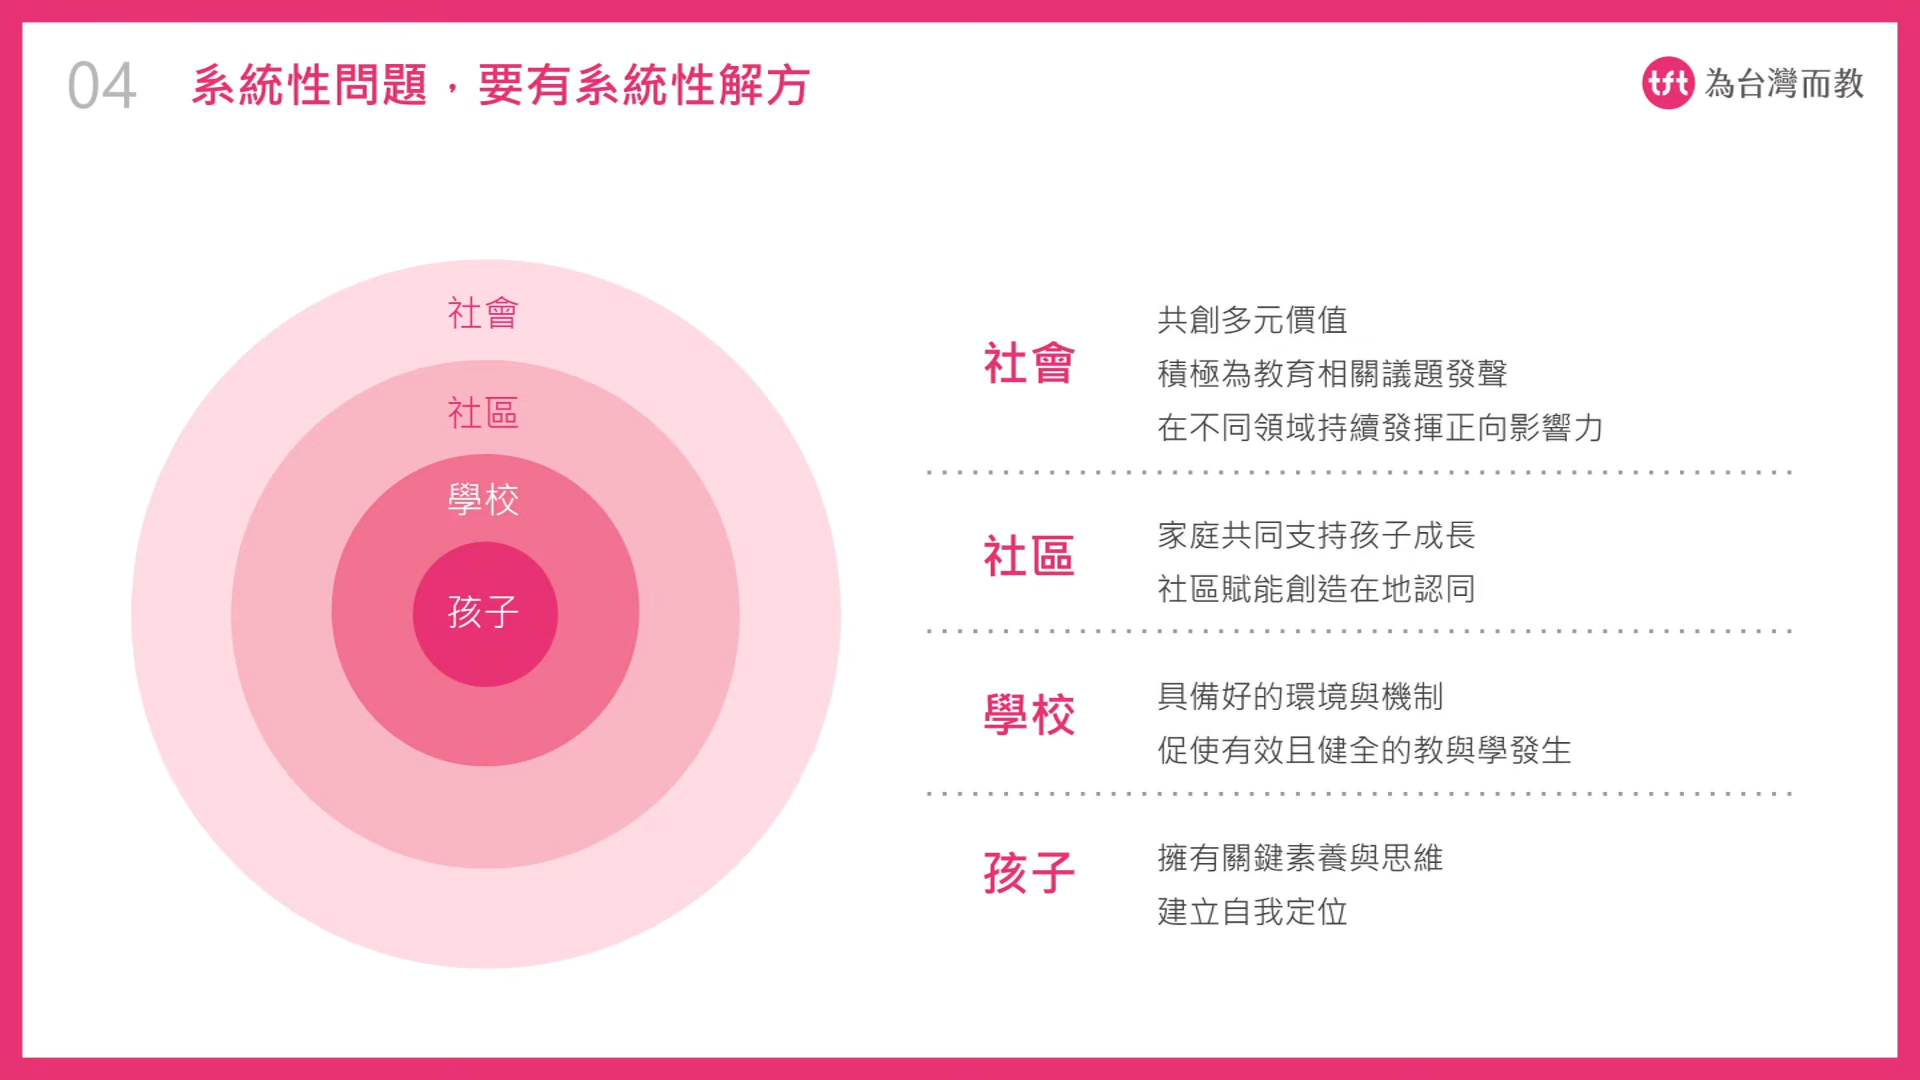 04 系統性問題，要有系統性解方
tft 為台灣而教
社會
社區
學校
孩子
社會
共創多元價值
積極為教育相關議題發聲
在不同領域持續發揮正向影響力
社區
家庭共同支持孩子成長
社區賦能創造在地認同
學校
具備好的環境與機制
促使有效且健全的教與學發生
孩子
擁有關鍵素養與思維
建立自我定位